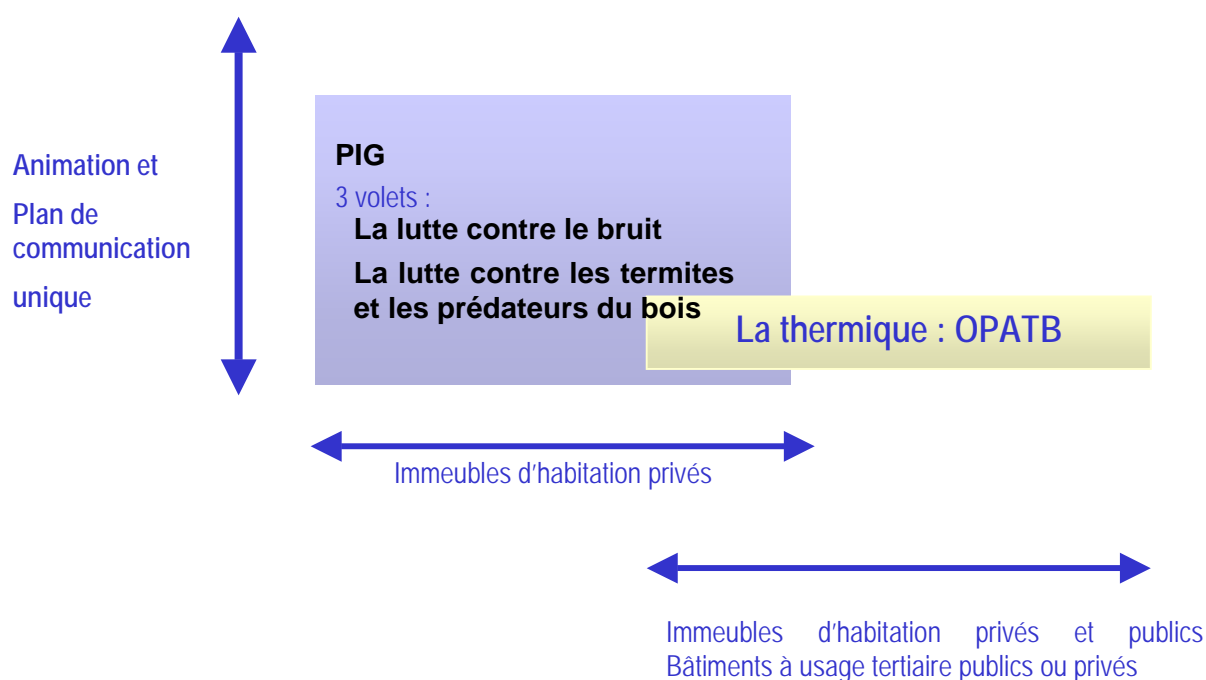 Animation et
Plan de
communication
unique
PIG
3 volets :
La lutte contre le bruit
La lutte contre les termites
et les prédateurs du bois
La thermique : OPATB
Immeubles d'habitation privés
Immeubles d'habitation privés et publics
Bâtiments à usage tertiaire publics ou privés